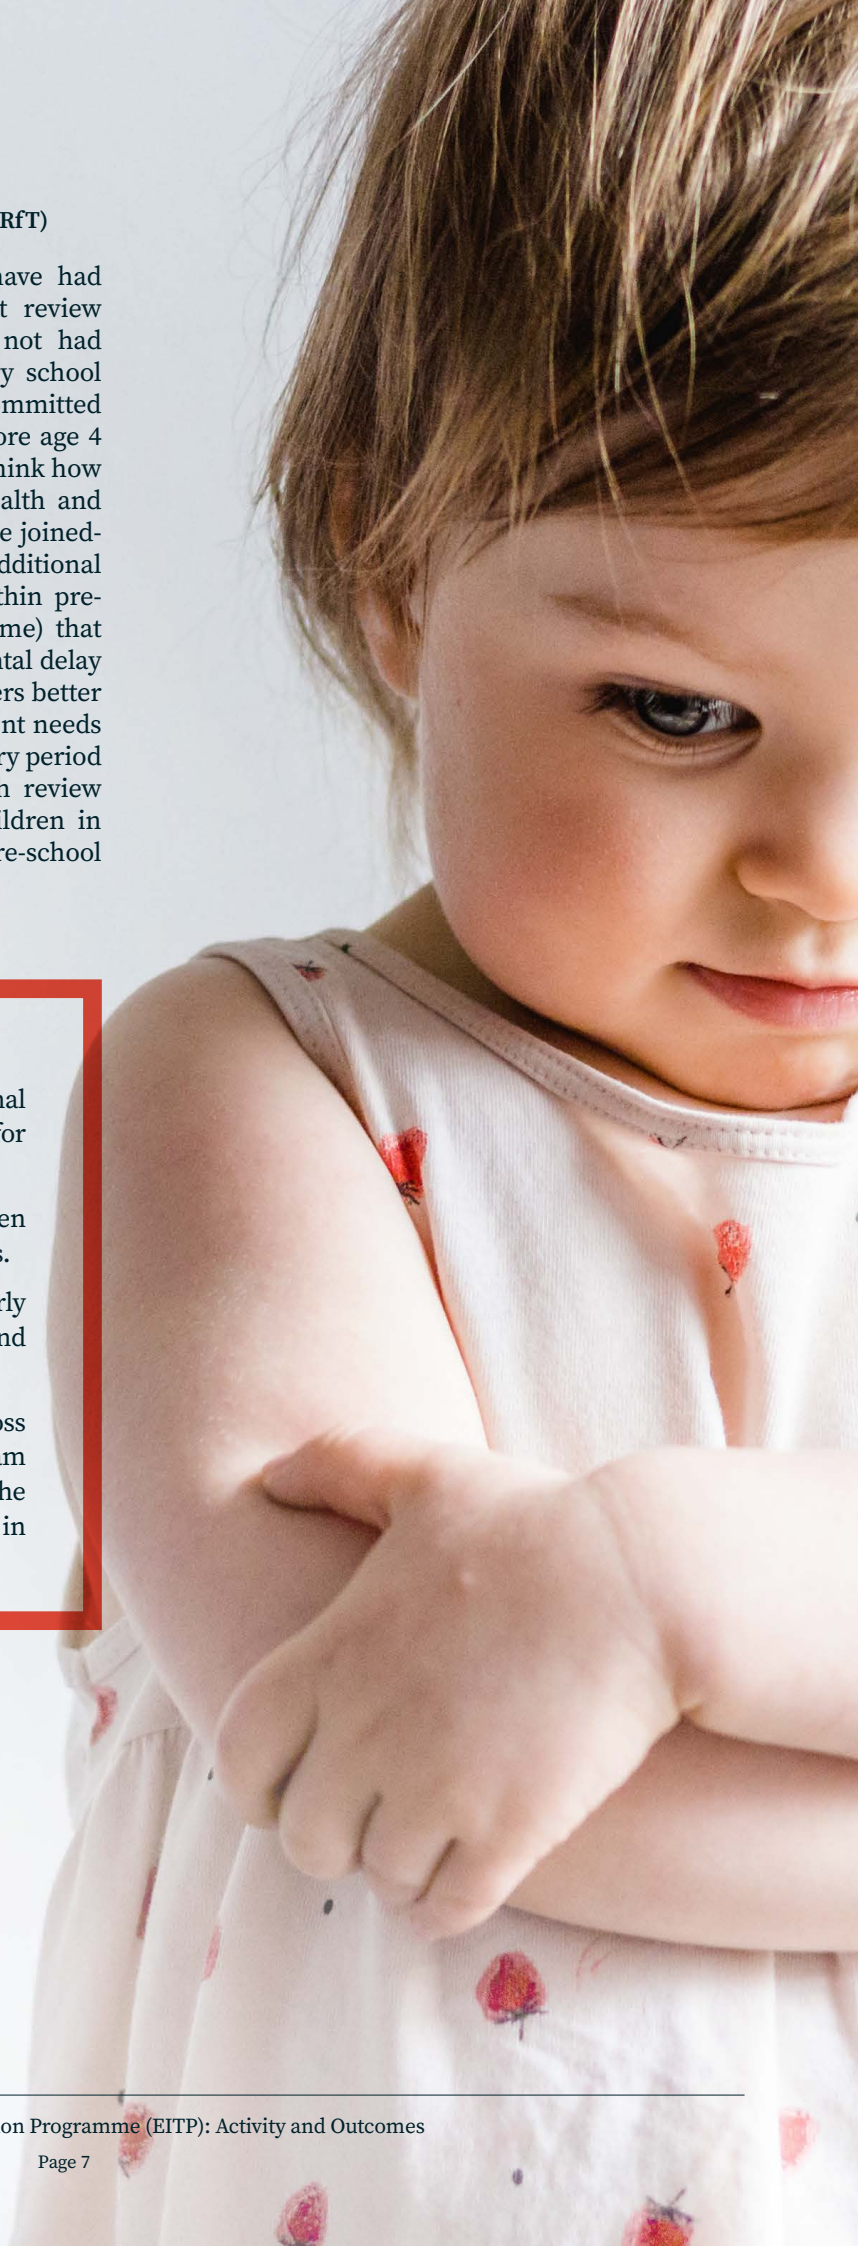 RfT)
have had
t review
not had
y school
mmitted
ore age 4
hink how
alth and
e joined-
dditional
thin pre-
me) that
ntal delay
ers better
nt needs
ry period
h review
ildren in
re-school
nal
for
en
s.
rly
nd
oss
am
he
in
on Programme (EITP): Activity and Outcomes
Page 7